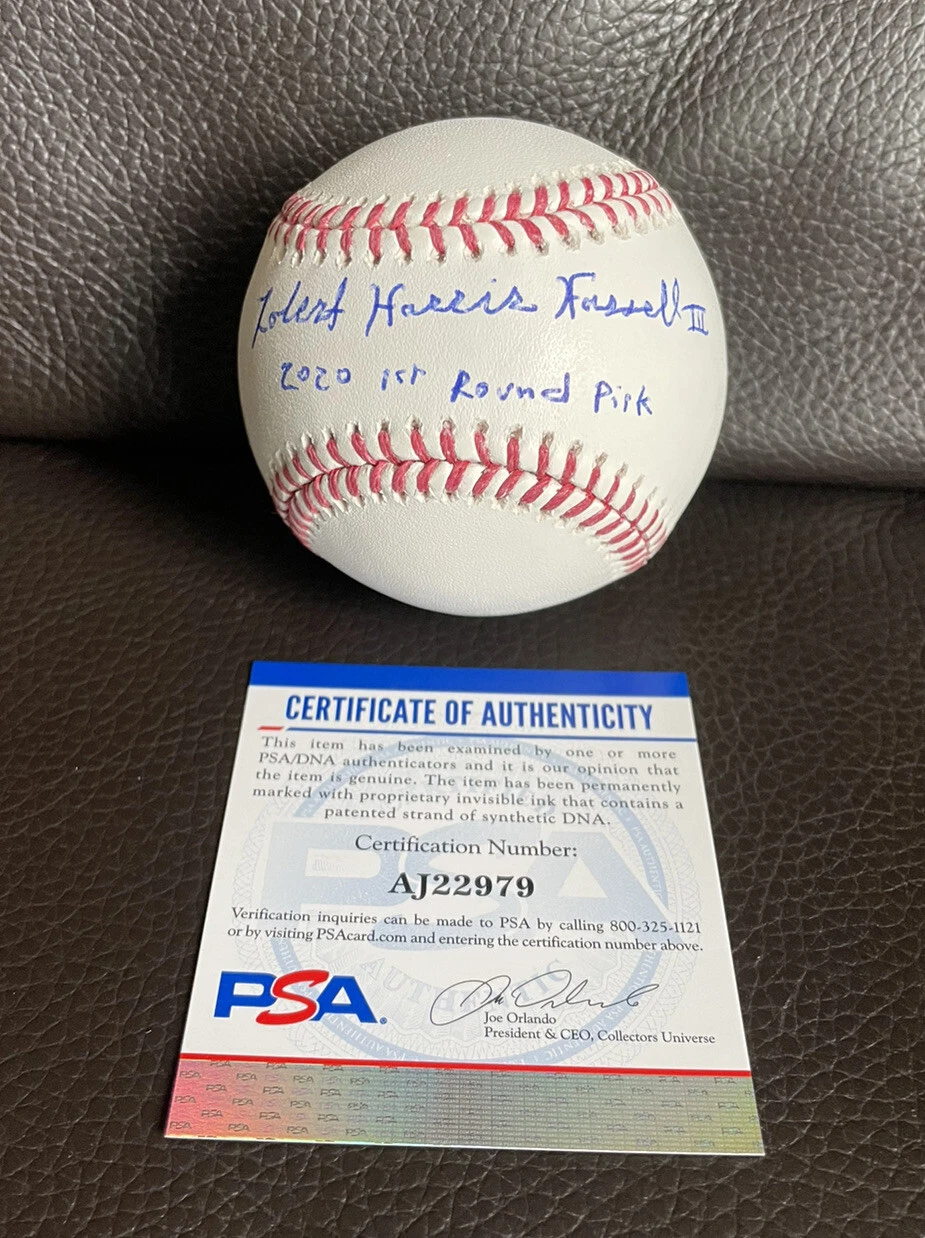 Robert Harris Hassell III
2020 1st Round Pick
CERTIFICATE OF AUTHENTICITY
This item has been examined by one or more
PSA/DNA authenticators and it is our opinion that
the item is genuine. The item has been permanently
marked with proprietary invisible ink that contains a
patented strand of synthetic DNA.
Certification Number:
AJ22979
Verification inquiries can be made to PSA by calling 800-325-1121
or by visiting PSAcard.com and entering the certification number above.
PSA®
Joe Orlando
Joe Orlando
President & CEO, Collectors Universe